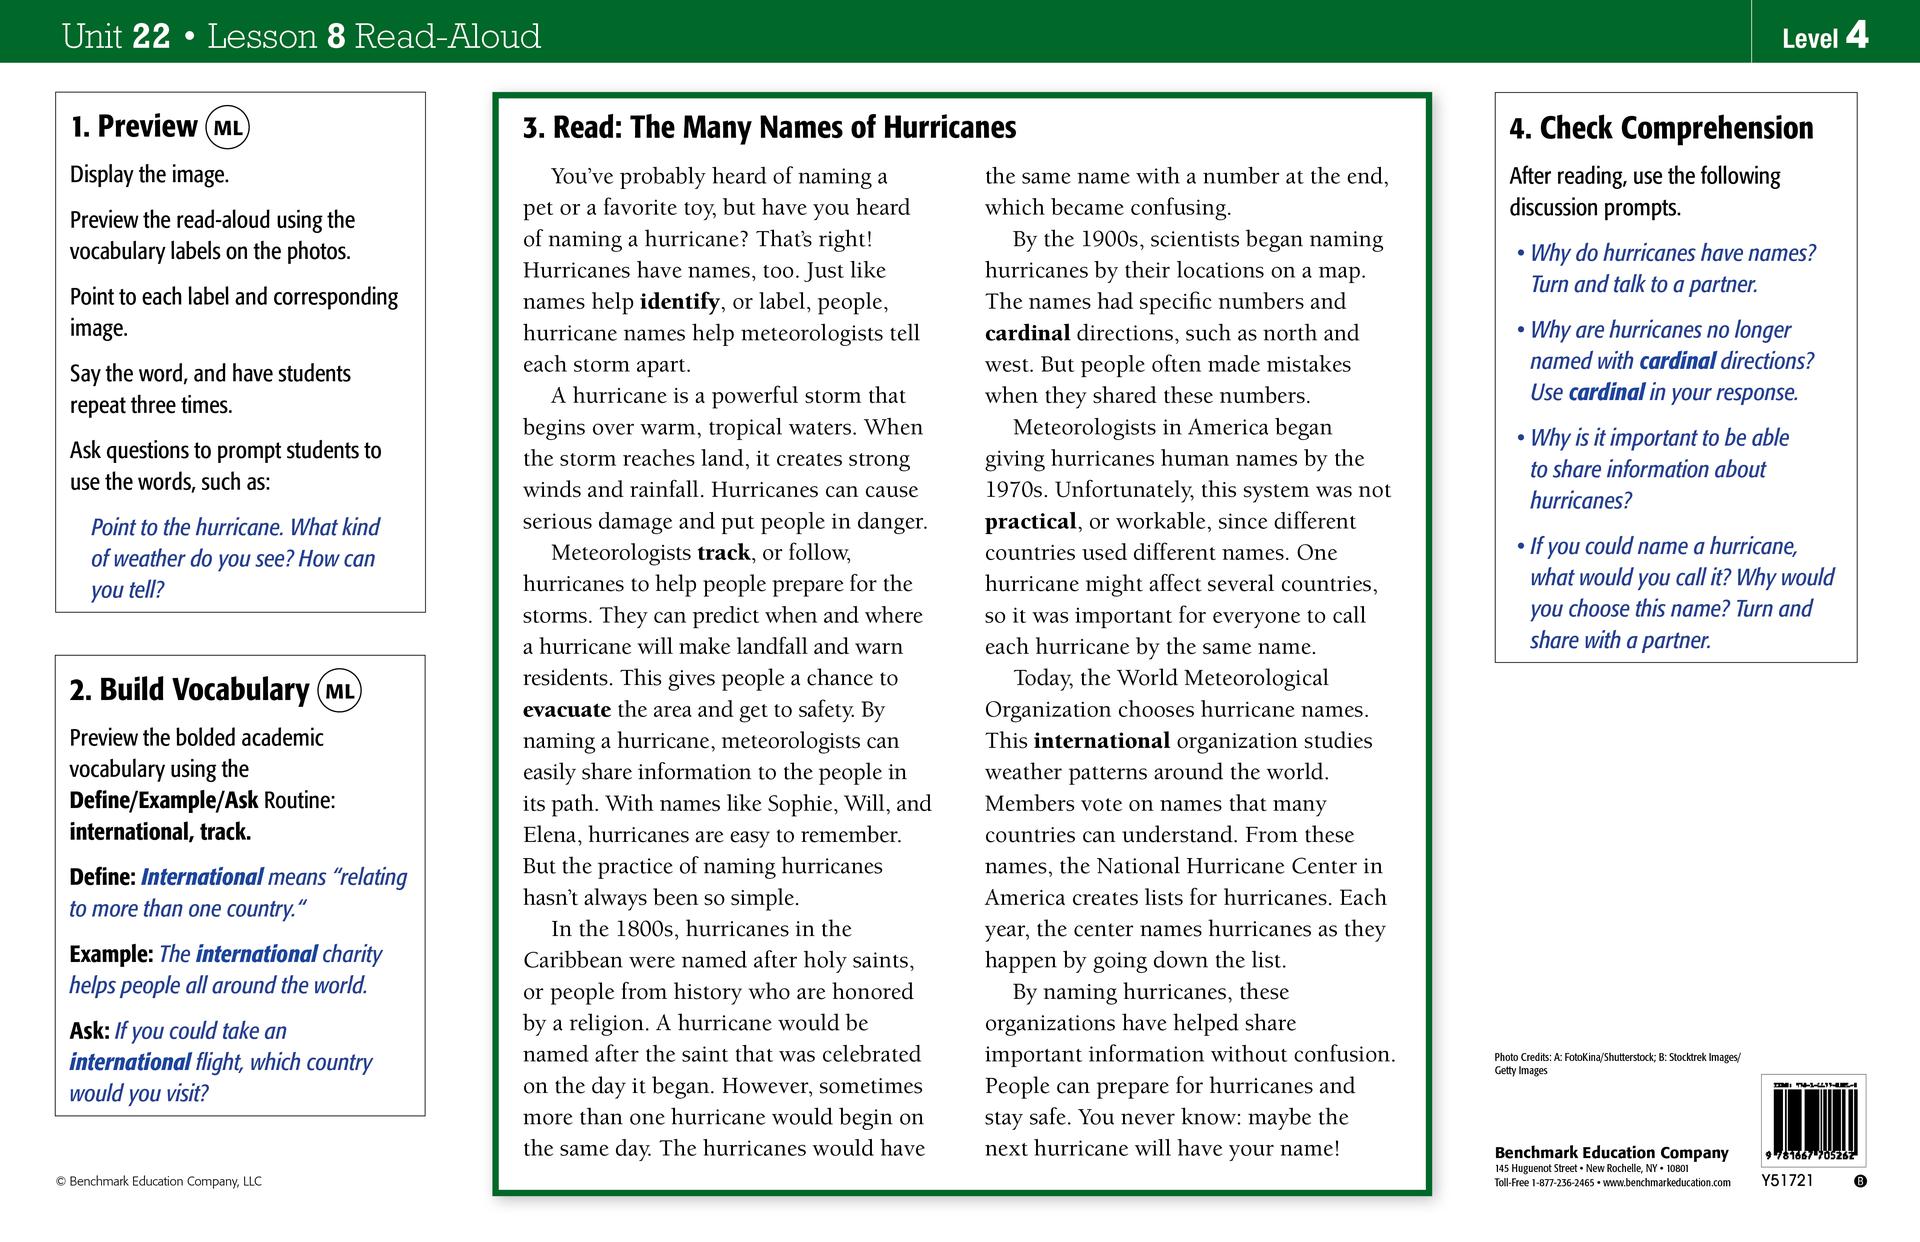 Unit 22 • Lesson 8 Read-Aloud
Level 4
1. Preview ML
Display the image.
Preview the read-aloud using the
vocabulary labels on the photos.
Point to each label and corresponding
image.
Say the word, and have students
repeat three times.
Ask questions to prompt students to
use the words, such as:
Point to the hurricane. What kind
of weather do you see? How can
you tell?
2. Build Vocabulary ML
Preview the bolded academic
vocabulary using the
Define/Example/Ask Routine:
international, track.
Define: International means “relating
to more than one country.“
Example: The international charity
helps people all around the world.
Ask: If you could take an
international flight, which country
would you visit?
© Benchmark Education Company, LLC
3. Read: The Many Names of Hurricanes
You’ve probably heard of naming a
pet or a favorite toy, but have you heard
of naming a hurricane? That’s right!
Hurricanes have names, too. Just like
names help identify, or label, people,
hurricane names help meteorologists tell
each storm apart.
A hurricane is a powerful storm that
begins over warm, tropical waters. When
the storm reaches land, it creates strong
winds and rainfall. Hurricanes can cause
serious damage and put people in danger.
Meteorologists track, or follow,
hurricanes to help people prepare for the
storms. They can predict when and where
a hurricane will make landfall and warn
residents. This gives people a chance to
evacuate the area and get to safety. By
naming a hurricane, meteorologists can
easily share information to the people in
its path. With names like Sophie, Will, and
Elena, hurricanes are easy to remember.
But the practice of naming hurricanes
hasn’t always been so simple.
In the 1800s, hurricanes in the
Caribbean were named after holy saints,
or people from history who are honored
by a religion. A hurricane would be
named after the saint that was celebrated
on the day it began. However, sometimes
more than one hurricane would begin on
the same day. The hurricanes would have
the same name with a number at the end,
which became confusing.
By the 1900s, scientists began naming
hurricanes by their locations on a map.
The names had specific numbers and
cardinal directions, such as north and
west. But people often made mistakes
when they shared these numbers.
Meteorologists in America began
giving hurricanes human names by the
1970s. Unfortunately, this system was not
practical, or workable, since different
countries used different names. One
hurricane might affect several countries,
so it was important for everyone to call
each hurricane by the same name.
Today, the World Meteorological
Organization chooses hurricane names.
This international organization studies
weather patterns around the world.
Members vote on names that many
countries can understand. From these
names, the National Hurricane Center in
America creates lists for hurricanes. Each
year, the center names hurricanes as they
happen by going down the list.
By naming hurricanes, these
organizations have helped share
important information without confusion.
People can prepare for hurricanes and
stay safe. You never know: maybe the
next hurricane will have your name!
4. Check Comprehension
After reading, use the following
discussion prompts.
• Why do hurricanes have names?
Turn and talk to a partner.
• Why are hurricanes no longer
named with cardinal directions?
Use cardinal in your response.
• Why is it important to be able
to share information about
hurricanes?
• If you could name a hurricane,
what would you call it? Why would
you choose this name? Turn and
share with a partner.
Photo Credits: A: FotoKina/Shutterstock; B: Stocktrek Images/
Getty Images
Benchmark Education Company
145 Huguenot Street • New Rochelle, NY • 10801
Toll-Free 1-877-236-2465 • www.benchmarkeducation.com
9 781667 705262
Y51721
B